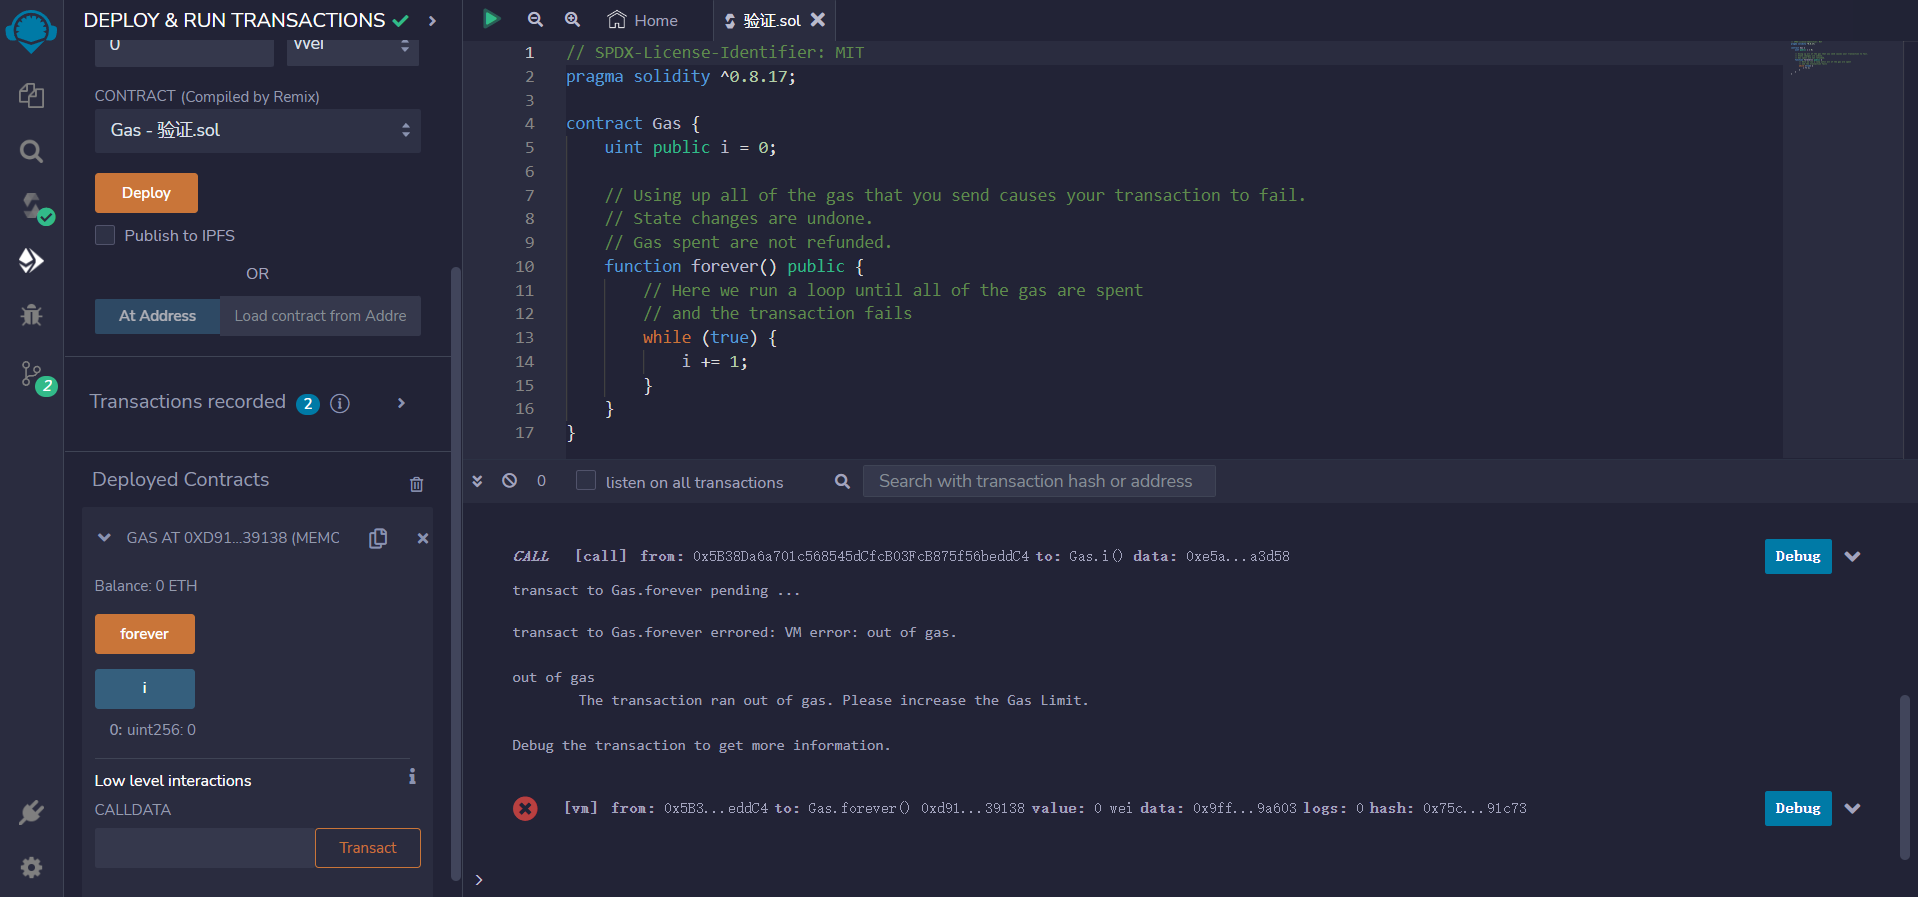 DEPLOY & RUN TRANSACTIONS
0
Wei
CONTRACT (Compiled by Remix)
Gas - 验证.sol
Deploy
Publish to IPFS
OR
At Address
Load contract from Addre
Transactions recorded 2
Deployed Contracts
GAS AT 0XD91...39138 (MEMO
Balance: 0 ETH
forever
i
0: uint256: 0
Low level interactions
CALLDATA
Transact
2
Home
验证.sol
1 // SPDX-License-Identifier: MIT
2 pragma solidity ^0.8.17;
3
4 contract Gas {
5 uint public i = 0;
6
7 // Using up all of the gas that you send causes your transaction to fail.
8 // State changes are undone.
9 // Gas spent are not refunded.
10 function forever() public {
11 // Here we run a loop until all of the gas are spent
12 // and the transaction fails
13 while (true) {
14 i += 1;
15 }
16 }
17 }
0
listen on all transactions
Search with transaction hash or address
CALL [call] from: 0x5B38Da6a701c568545dCfcB03FcB875f56beddC4 to: Gas.i() data: 0xe5a...a3d58
Debug
transact to Gas.forever pending ...
transact to Gas.forever errored: VM error: out of gas.
out of gas
The transaction ran out of gas. Please increase the Gas Limit.
Debug the transaction to get more information.
[vm] from: 0x5B3...eddC4 to: Gas.forever() 0xd91...39138 value: 0 wei data: 0x9ff...9a603 logs: 0 hash: 0x75c...91c73
Debug
>